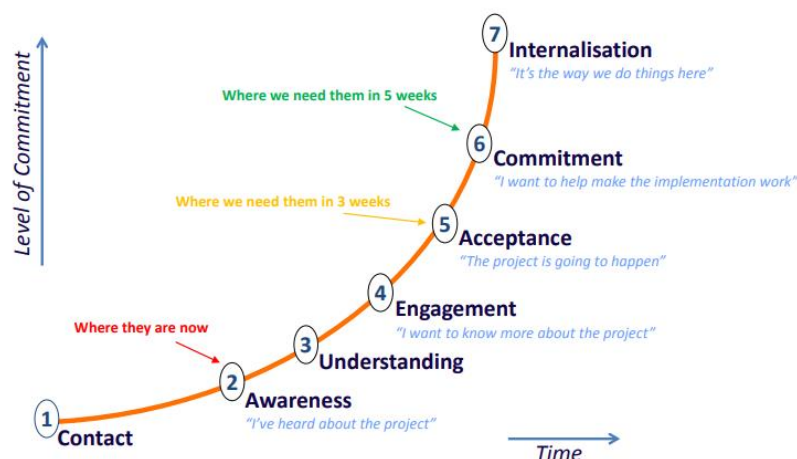 7
Internalisation
“It’s the way we do things here”
Where we need them in 5 weeks
6
Commitment
“I want to help make the implementation work”
Where we need them in 3 weeks
5
Acceptance
“The project is going to happen”
4
Engagement
“I want to know more about the project”
Where they are now
3
Understanding
2
Awareness
“I’ve heard about the project”
1
Contact
Level of Commitment
Time